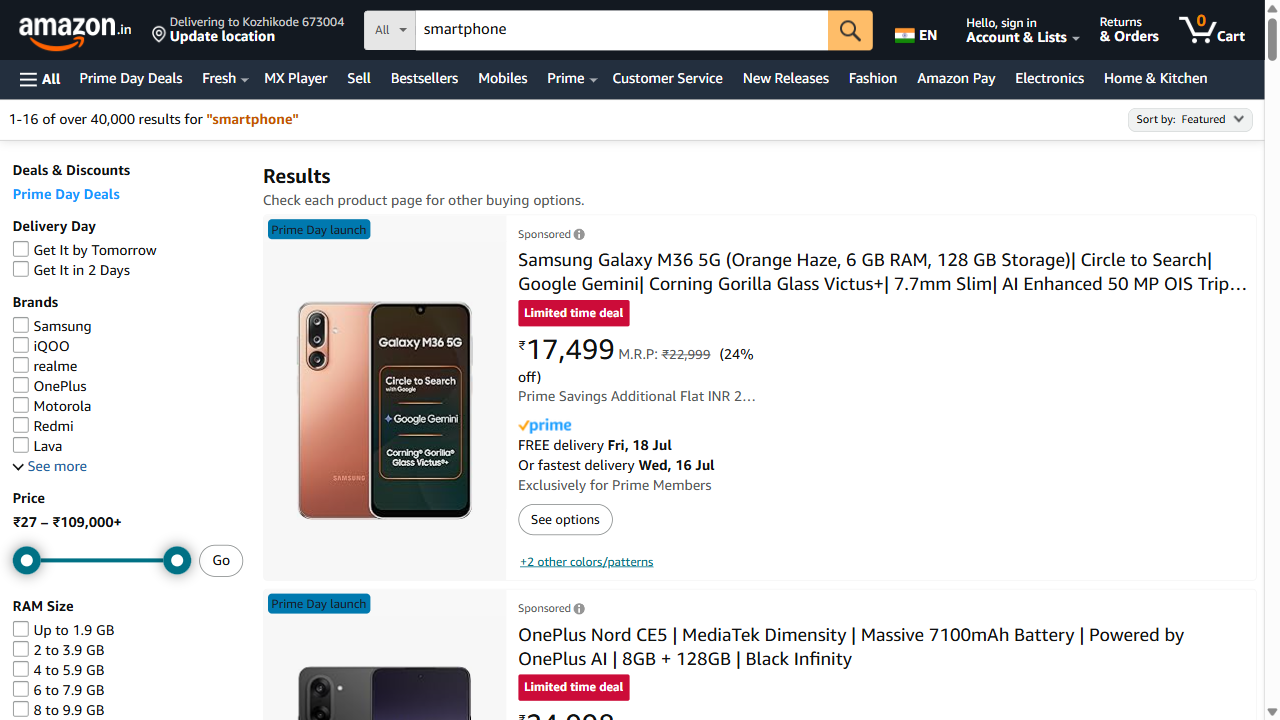 amazon.in
Delivering to Kozhikode 673004
Update location
All
smartphone
EN
Hello, sign in
Account & Lists
Returns
& Orders
0
Cart
All
Prime Day Deals
Fresh
MX Player
Sell
Bestsellers
Mobiles
Prime
Customer Service
New Releases
Fashion
Amazon Pay
Electronics
Home & Kitchen
1-16 of over 40,000 results for "smartphone"
Sort by: Featured
Deals & Discounts
Prime Day Deals
Delivery Day
Get It by Tomorrow
Get It in 2 Days
Brands
Samsung
iQOO
realme
OnePlus
Motorola
Redmi
Lava
See more
Price
₹27 – ₹109,000+
Go
RAM Size
Up to 1.9 GB
2 to 3.9 GB
4 to 5.9 GB
6 to 7.9 GB
8 to 9.9 GB
Results
Check each product page for other buying options.
Prime Day launch
Galaxy M36 5G
Circle to Search
with Google
Google Gemini
Corning® Gorilla®
Glass Victus®+
SAMSUNG
Sponsored
Samsung Galaxy M36 5G (Orange Haze, 6 GB RAM, 128 GB Storage)| Circle to Search|
Google Gemini| Corning Gorilla Glass Victus+| 7.7mm Slim| AI Enhanced 50 MP OIS Trip…
Limited time deal
₹17,499 M.R.P: ₹22,999 (24%
off)
Prime Savings Additional Flat INR 2…
prime
FREE delivery Fri, 18 Jul
Or fastest delivery Wed, 16 Jul
Exclusively for Prime Members
See options
+2 other colors/patterns
Prime Day launch
Sponsored
OnePlus Nord CE5 | MediaTek Dimensity | Massive 7100mAh Battery | Powered by
OnePlus AI | 8GB + 128GB | Black Infinity
Limited time deal